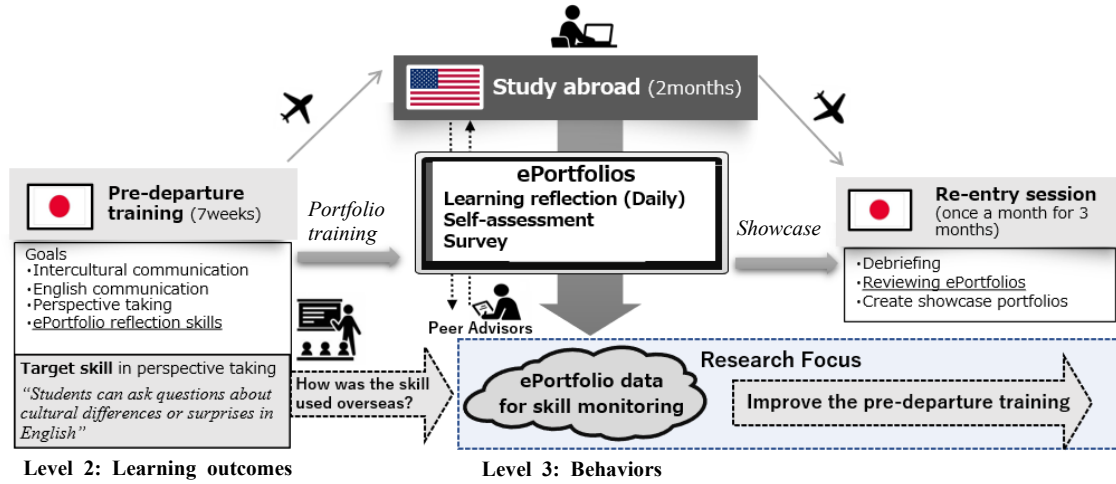 Study abroad (2months)
Pre-departure
training (7weeks)
Goals
・Intercultural communication
・English communication
・Perspective taking
・ePortfolio reflection skills
Target skill in perspective taking
“Students can ask questions about
cultural differences or surprises in
English”
Level 2: Learning outcomes
Portfolio
training
ePortfolios
Learning reflection (Daily)
Self-assessment
Survey
Peer Advisors
Showcase
Re-entry session
(once a month for 3
months)
・Debriefing
・Reviewing ePortfolios
・Create showcase portfolios
How was the skill
used overseas?
Research Focus
ePortfolio data
for skill monitoring
Improve the pre-departure training
Level 3: Behaviors